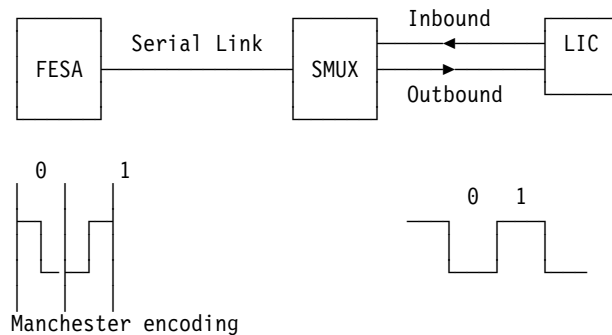 Inbound
Serial Link
FESA
SMUX
LIC
Outbound
0 1
0 1
Manchester encoding